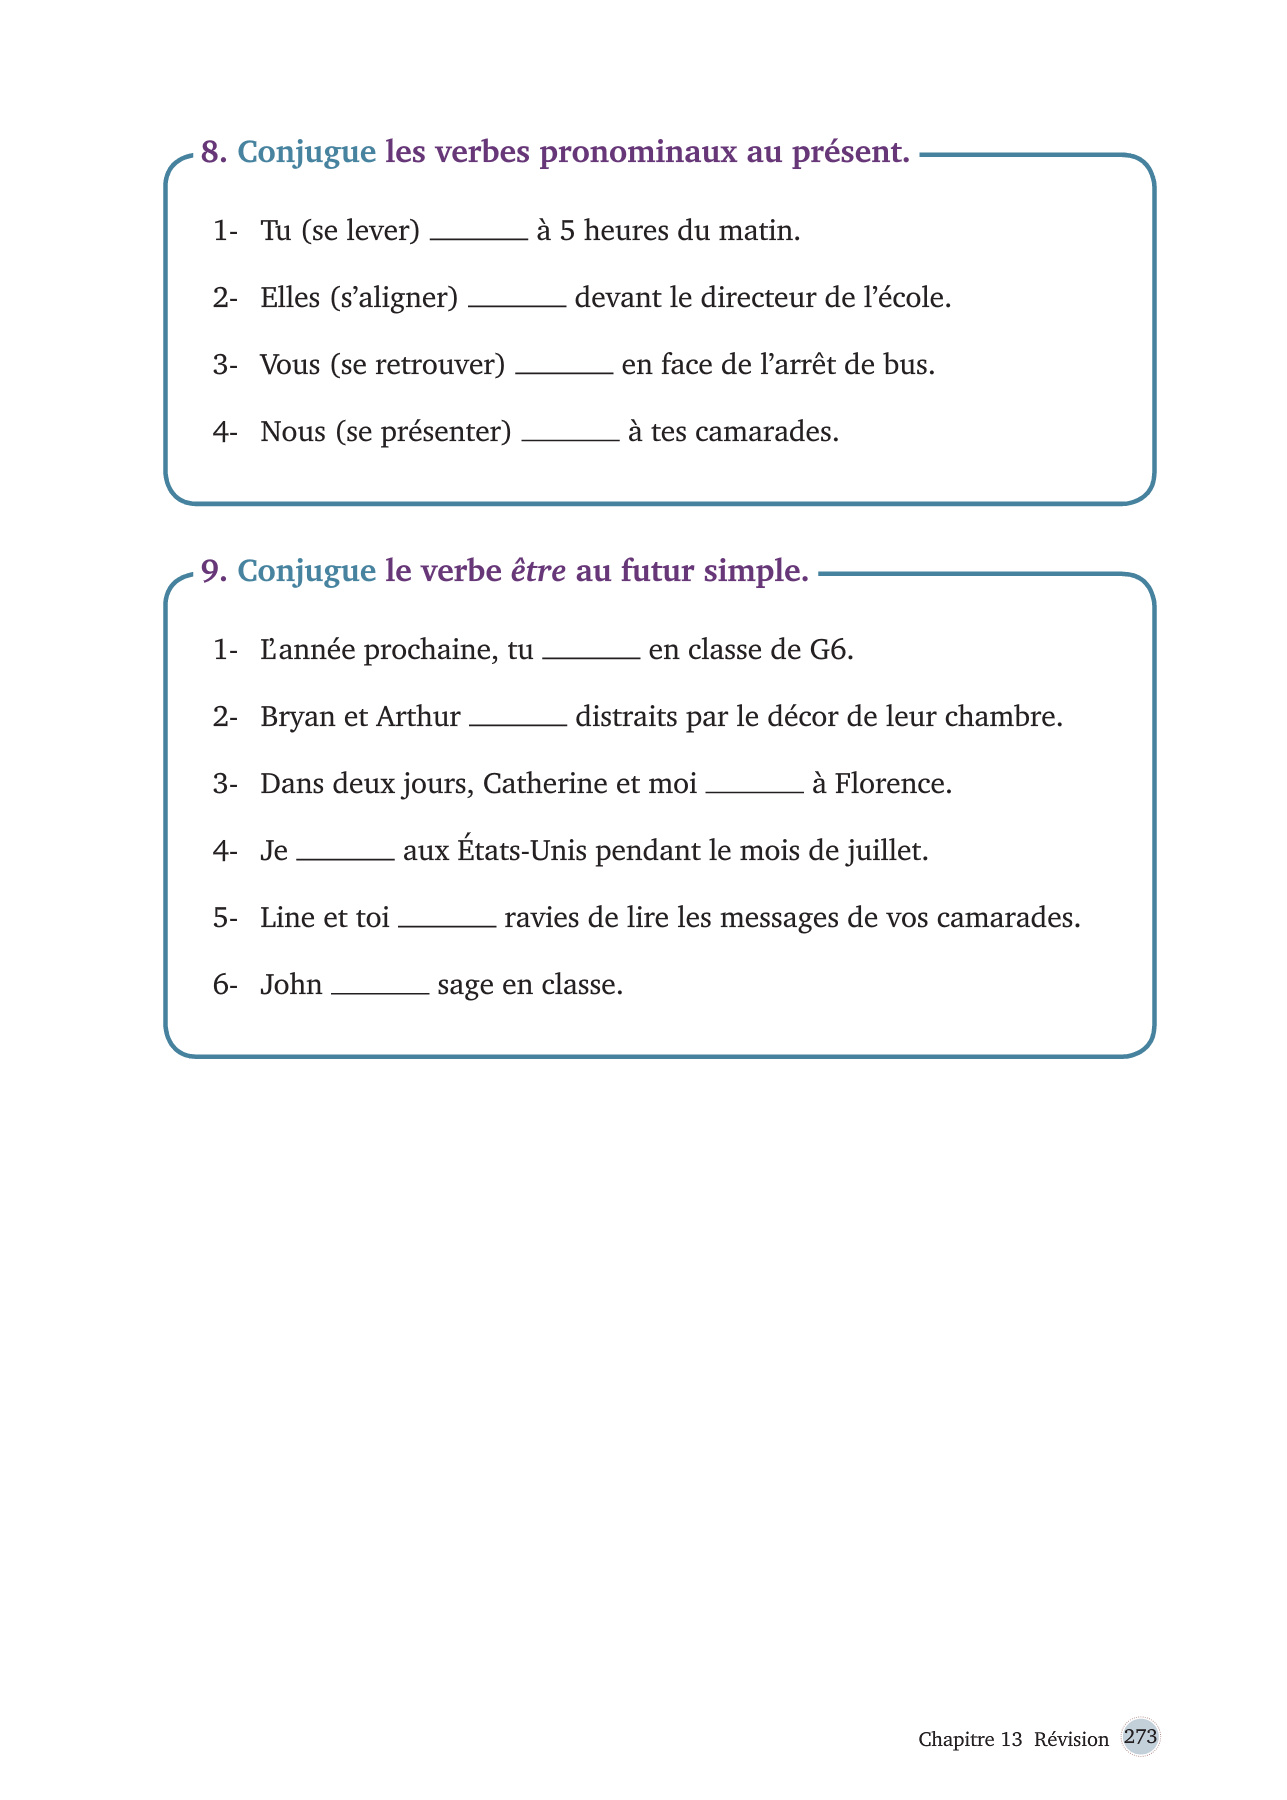 8. Conjugue les verbes pronominaux au présent.
1- Tu (se lever) _______ à 5 heures du matin.
2- Elles (s’aligner) _______ devant le directeur de l’école.
3- Vous (se retrouver) _______ en face de l’arrêt de bus.
4- Nous (se présenter) _______ à tes camarades.
9. Conjugue le verbe être au futur simple.
1- L’année prochaine, tu _______ en classe de G6.
2- Bryan et Arthur _______ distraits par le décor de leur chambre.
3- Dans deux jours, Catherine et moi _______ à Florence.
4- Je _______ aux États-Unis pendant le mois de juillet.
5- Line et toi _______ ravies de lire les messages de vos camarades.
6- John _______ sage en classe.
Chapitre 13 Révision 273